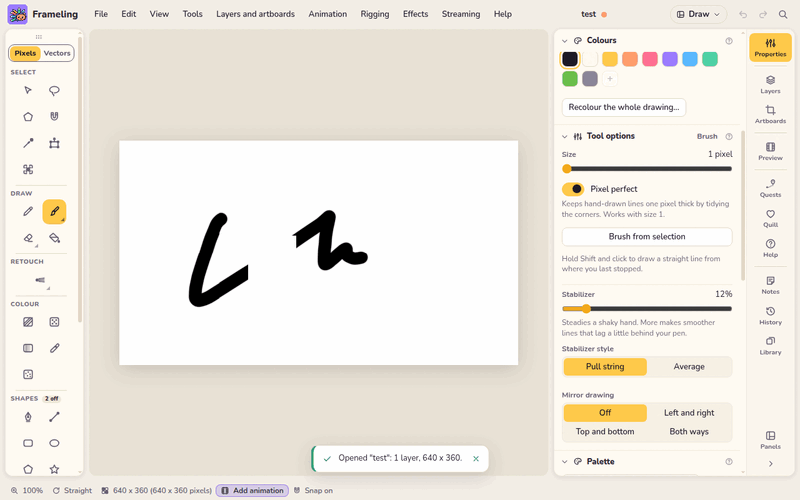 Frameling
File Edit View Tools Layers and artboards Animation Rigging Effects Streaming Help
test
Draw
Pixels Vectors
SELECT
DRAW
RETOUCH
COLOUR
SHAPES 2 off
Colours
Recolour the whole drawing...
Tool options Brush
Size 1 pixel
Pixel perfect
Keeps hand-drawn lines one pixel thick by tidying
the corners. Works with size 1.
Brush from selection
Hold Shift and click to draw a straight line from
where you last stopped.
Stabilizer 12%
Steadies a shaky hand. More makes smoother
lines that lag a little behind your pen.
Stabilizer style
Pull string Average
Mirror drawing
Off Left and right
Top and bottom Both ways
Palette
Properties
Layers
Artboards
Preview
Quests
Quill
Help
Notes
History
Library
Panels
Opened "test": 1 layer, 640 x 360.
100% Straight 640 x 360 (640 x 360 pixels) Add animation Snap on